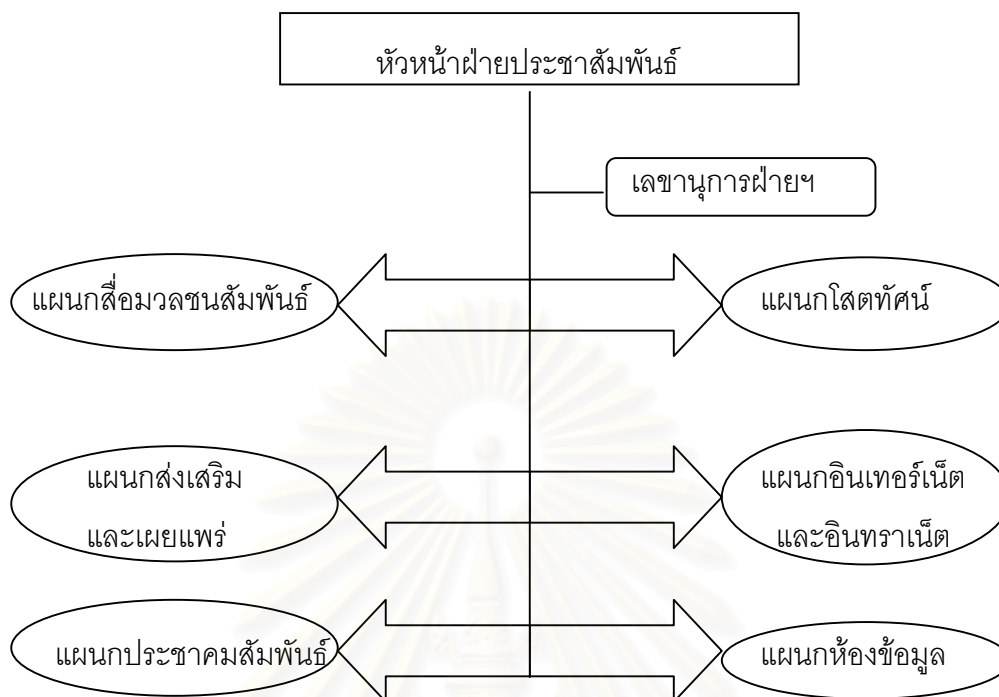 หัวหน้าฝ่ายประชาสัมพันธ์
เลขานุการฝ่ายฯ
แผนกสื่อมวลชนสัมพันธ์
แผนกโสตทัศน์
แผนกส่งเสริม
และเผยแพร่
แผนกอินเทอร์เน็ต
และอินทราเน็ต
แผนกประชาคมสัมพันธ์
แผนกห้องข้อมูล